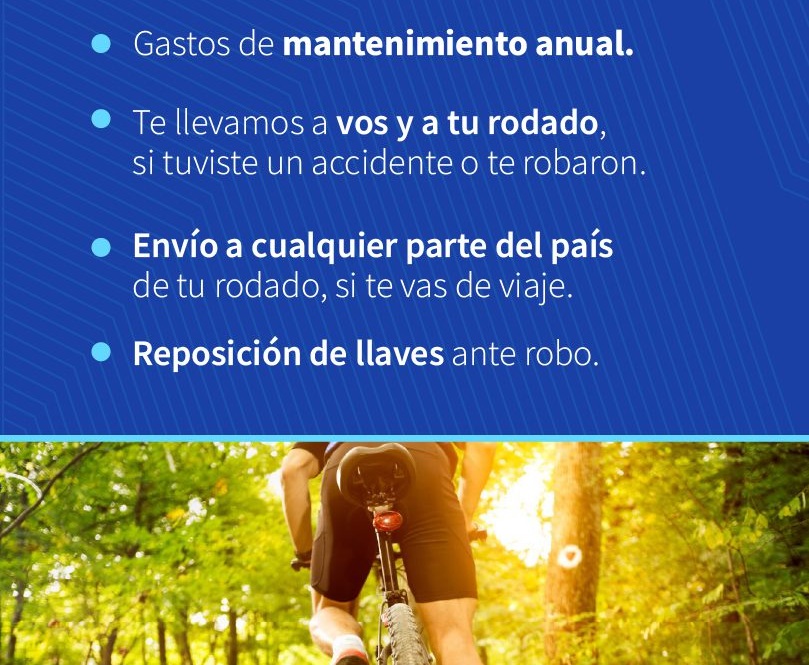 Gastos de mantenimiento anual.
Te llevamos a vos y a tu rodado,
si tuviste un accidente o te robaron.
Envío a cualquier parte del país
de tu rodado, si te vas de viaje.
Reposición de llaves ante robo.